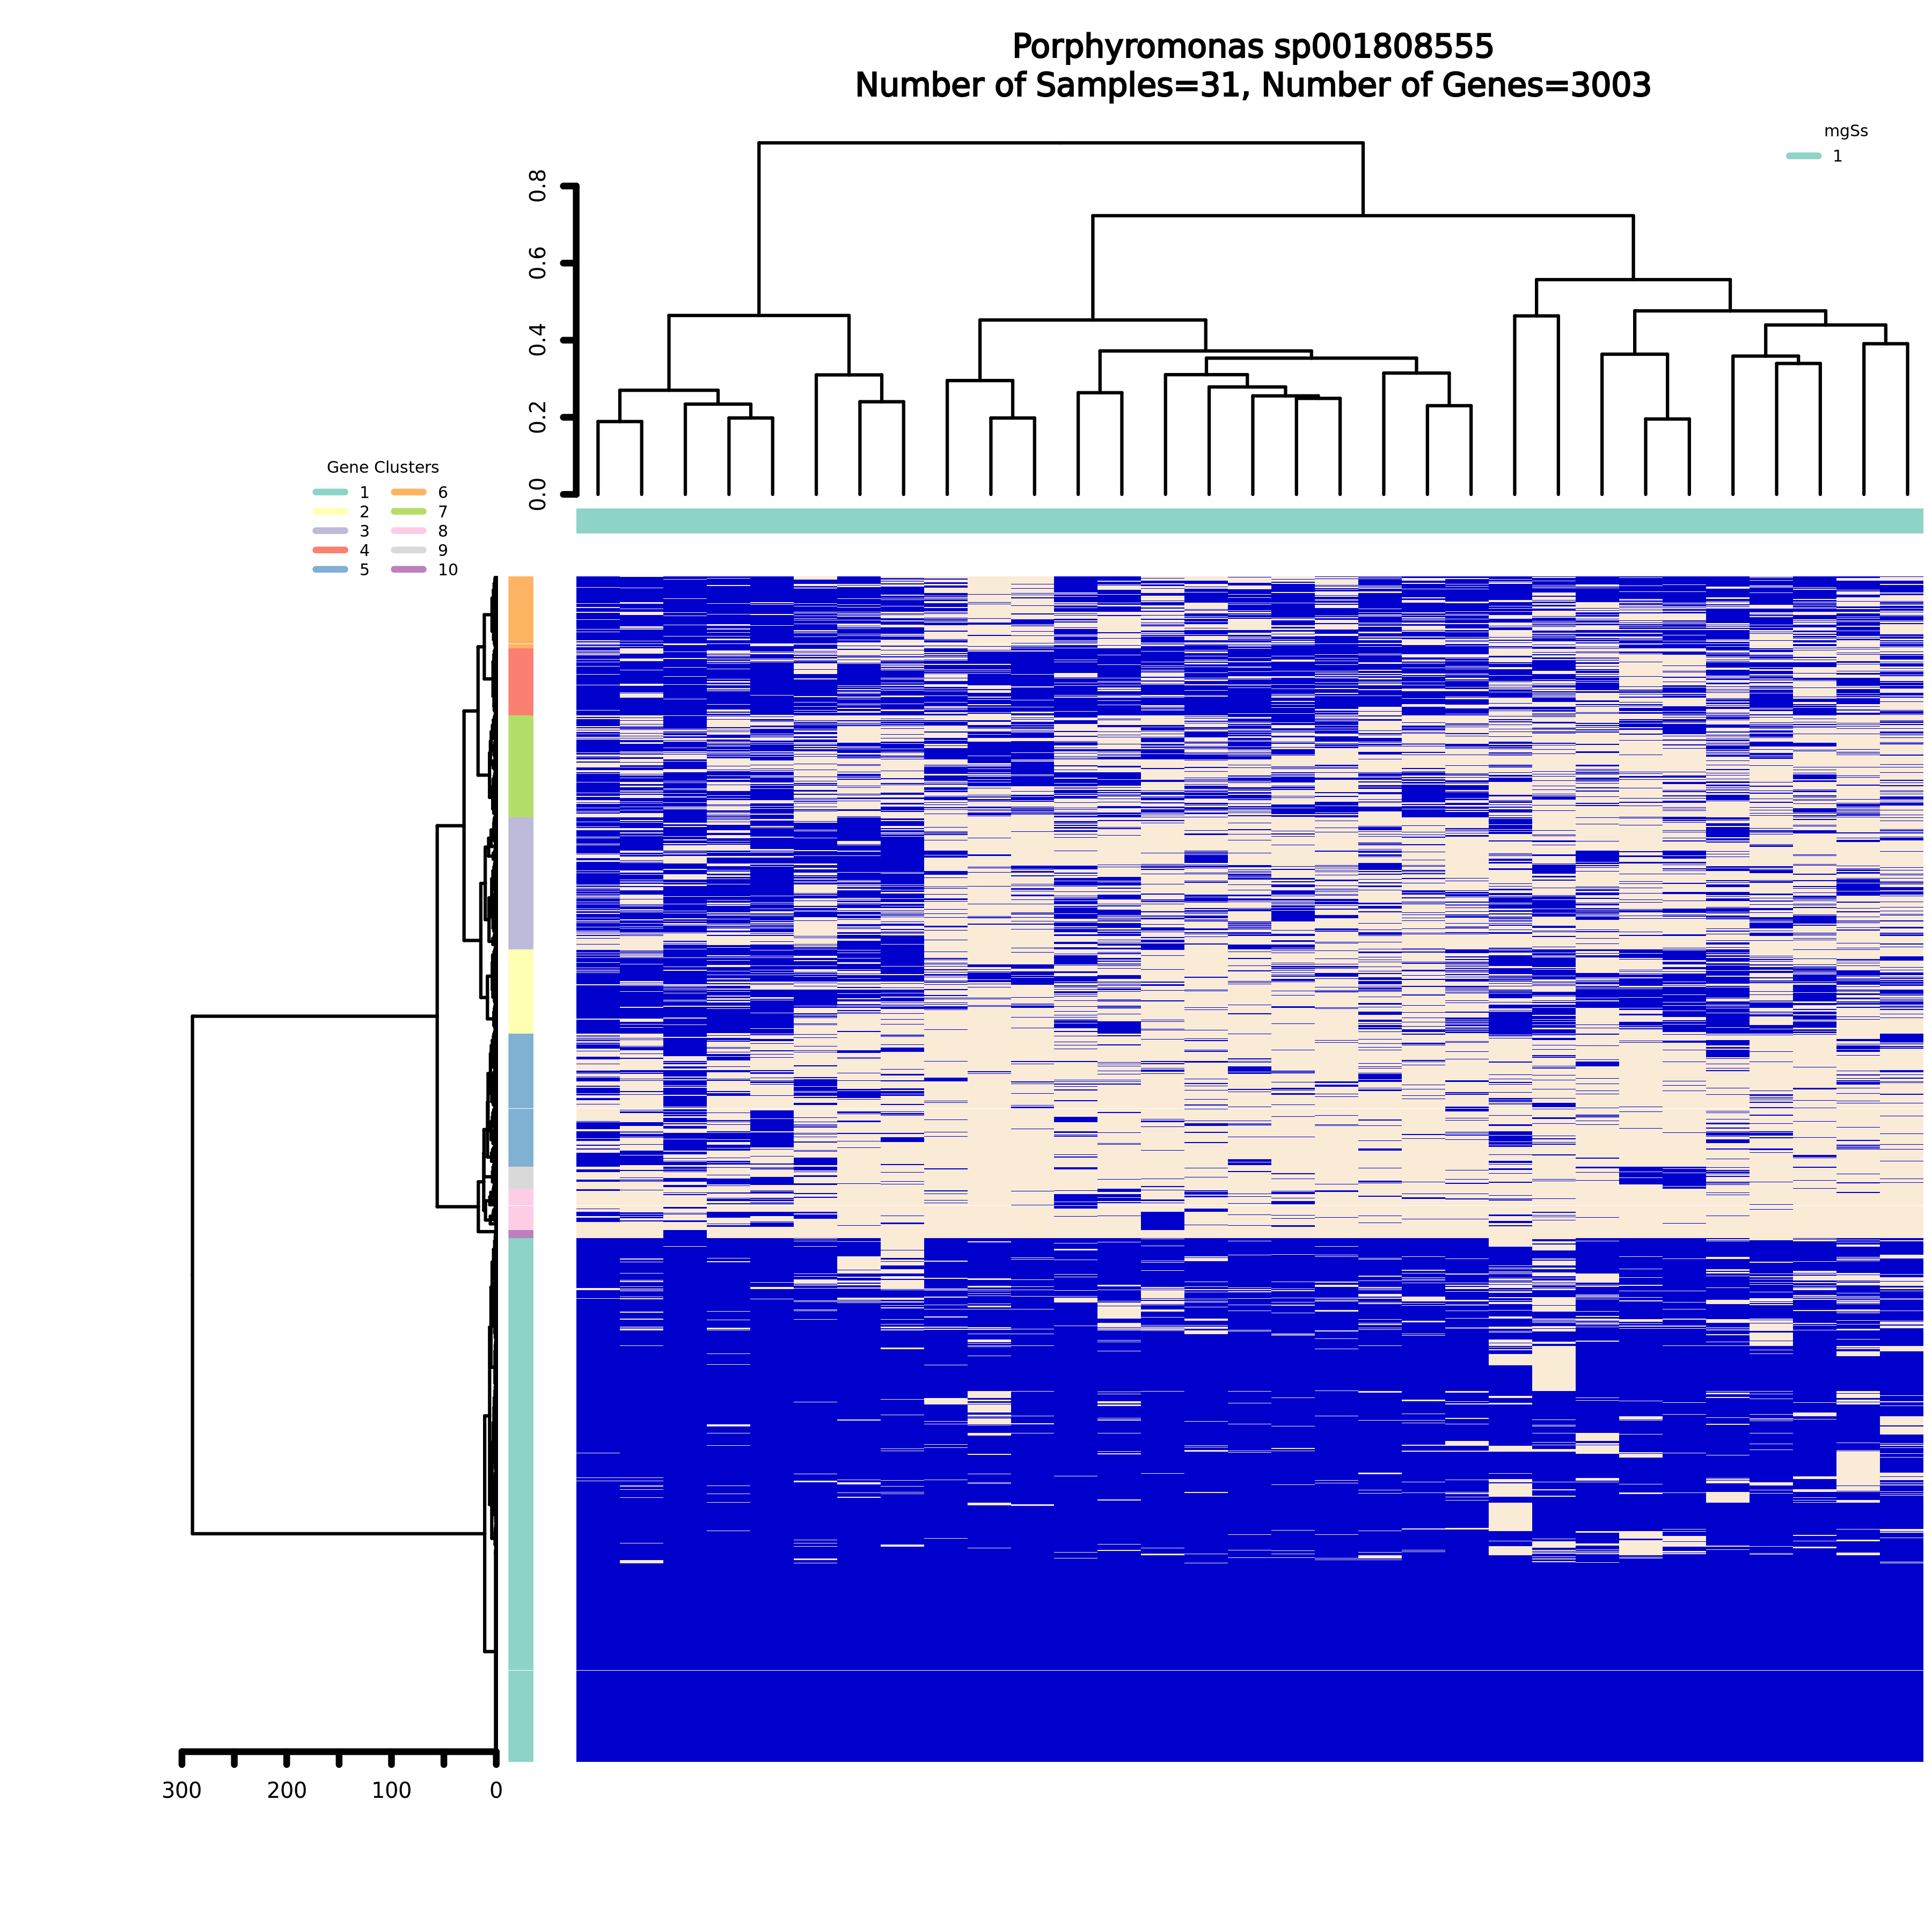 Porphyromonas sp001808555
Number of Samples=31, Number of Genes=3003
mgSs
1
0.8
0.6
0.4
0.2
0.0
Gene Clusters
1 6
2 7
3 8
4 9
5 10
300 200 100 0